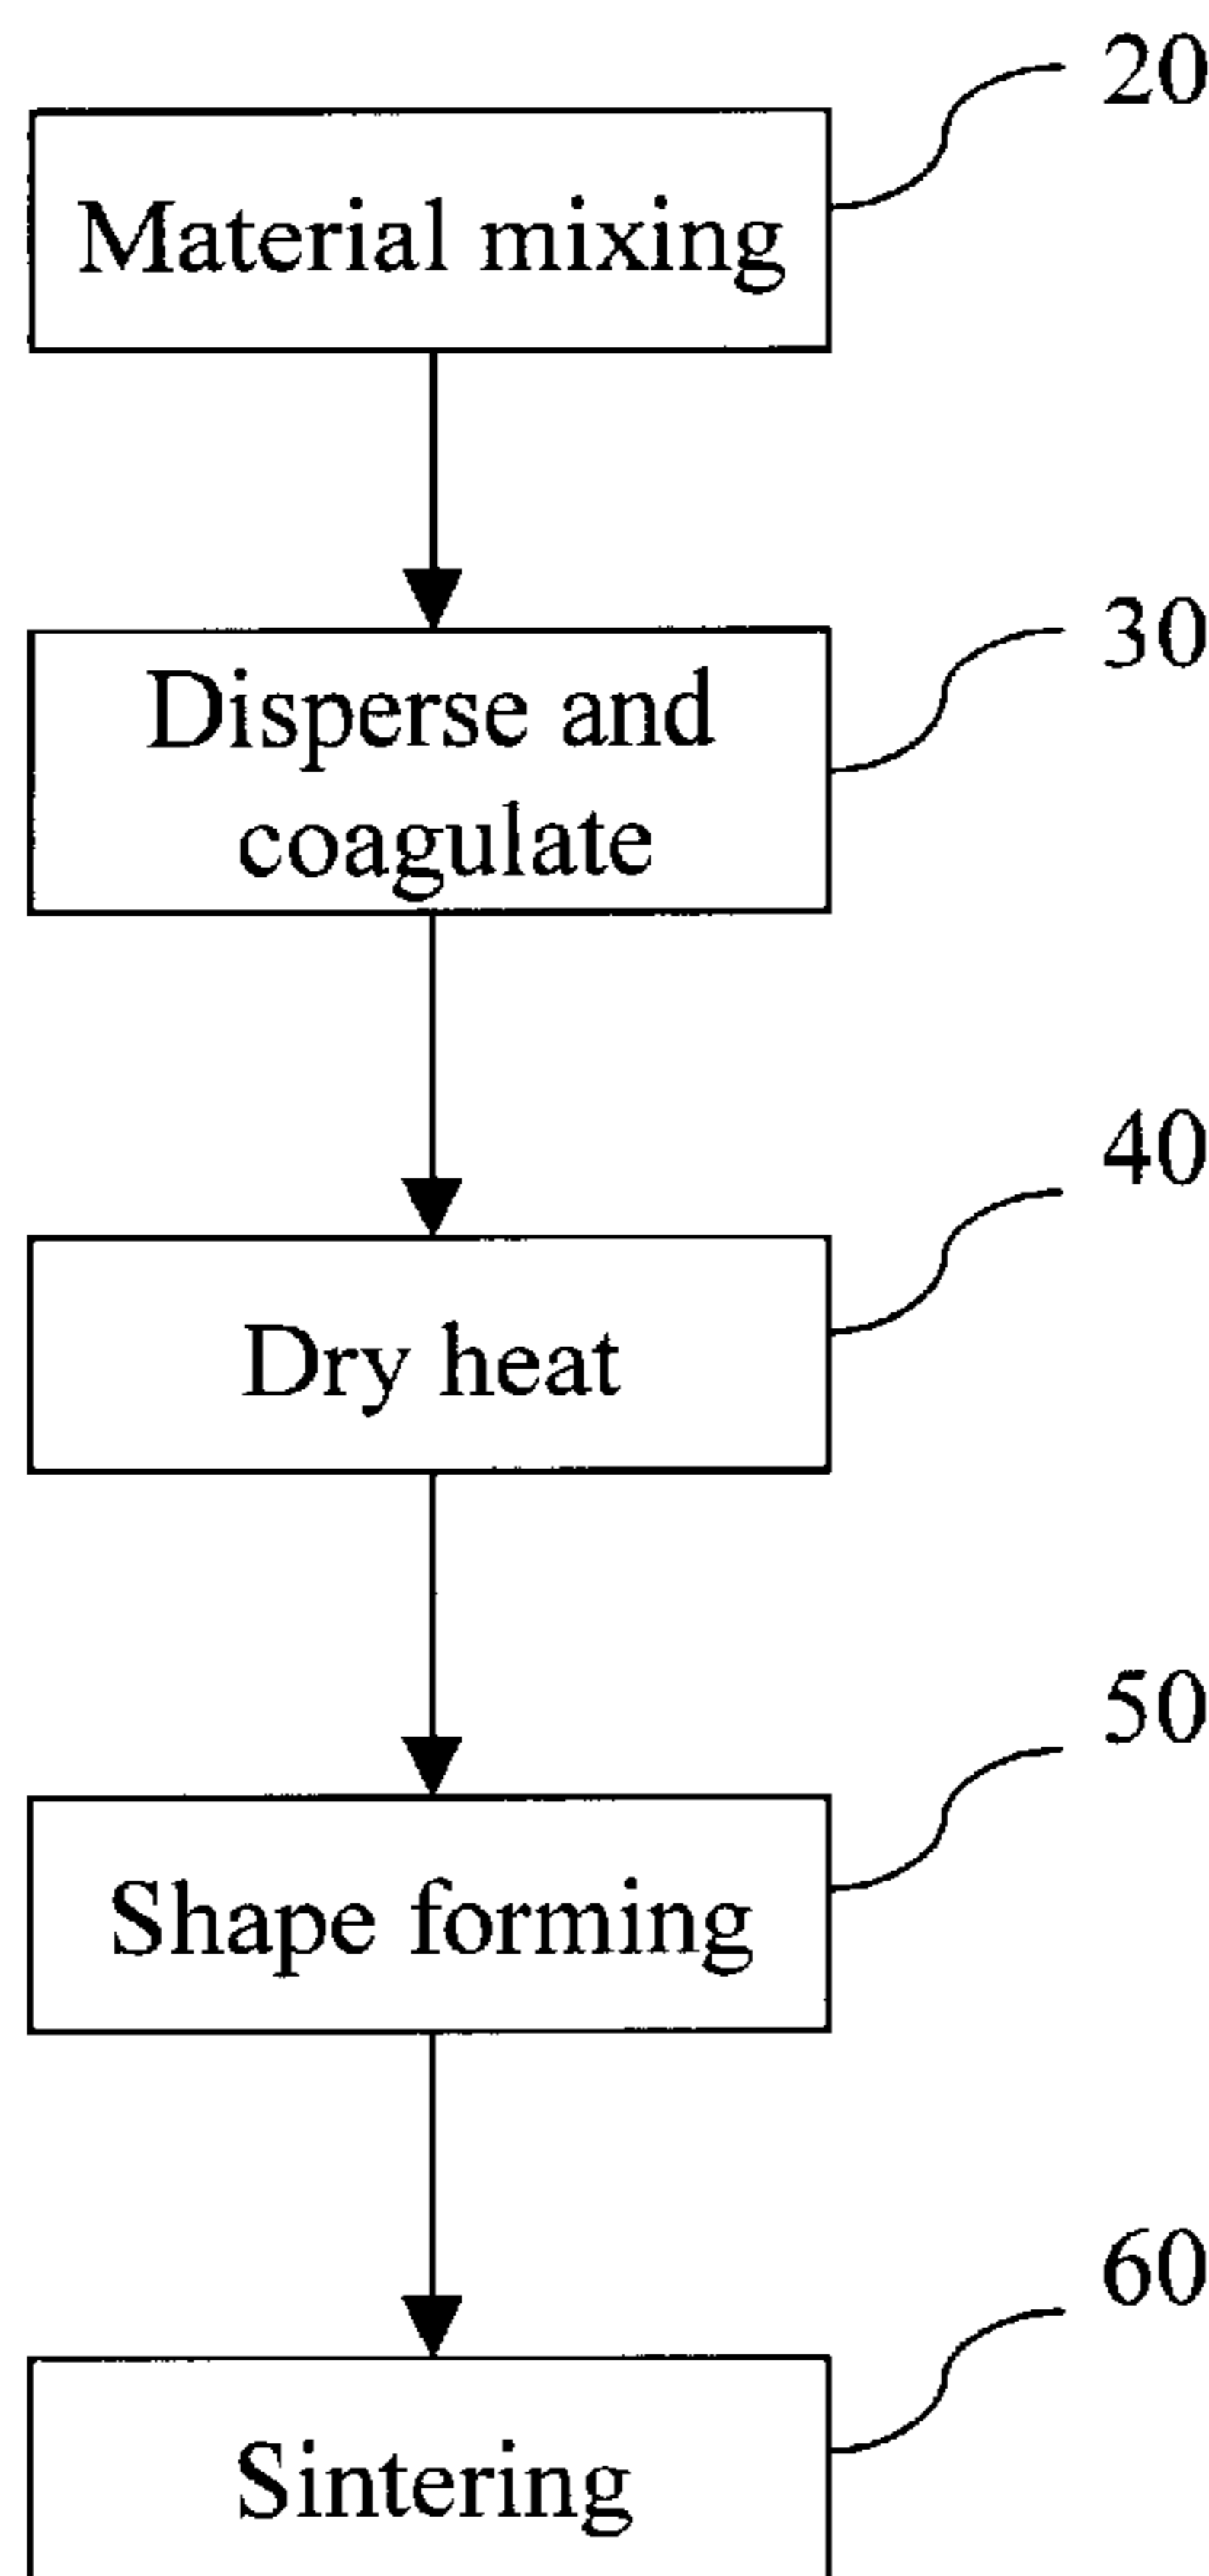 20
Material mixing
30
Disperse and
coagulate
40
Dry heat
50
Shape forming
60
Sintering